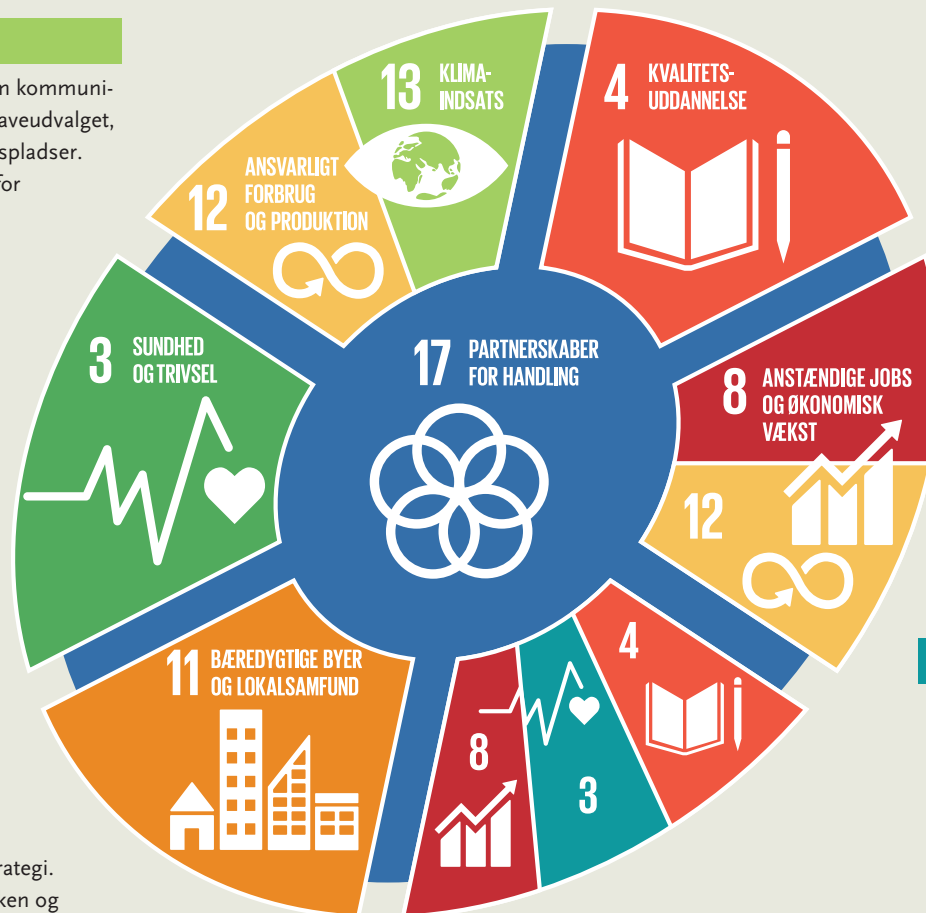 kommuni-
aveudvalget,
spladser.
for
13 KLIMA-
INDSATS
4 KVALITETS-
UDDANNELSE
12 ANSVARLIGT
FORBRUG
OG PRODUKTION
3 SUNDHED
OG TRIVSEL
17 PARTNERSKABER
FOR HANDLING
8 ANSTÆNDIGE JOBS
OG ØKONOMISK
VÆKST
12
11 BÆREDYGTIGE BYER
OG LOKALSAMFUND
8
3
4
rategi.
ken og